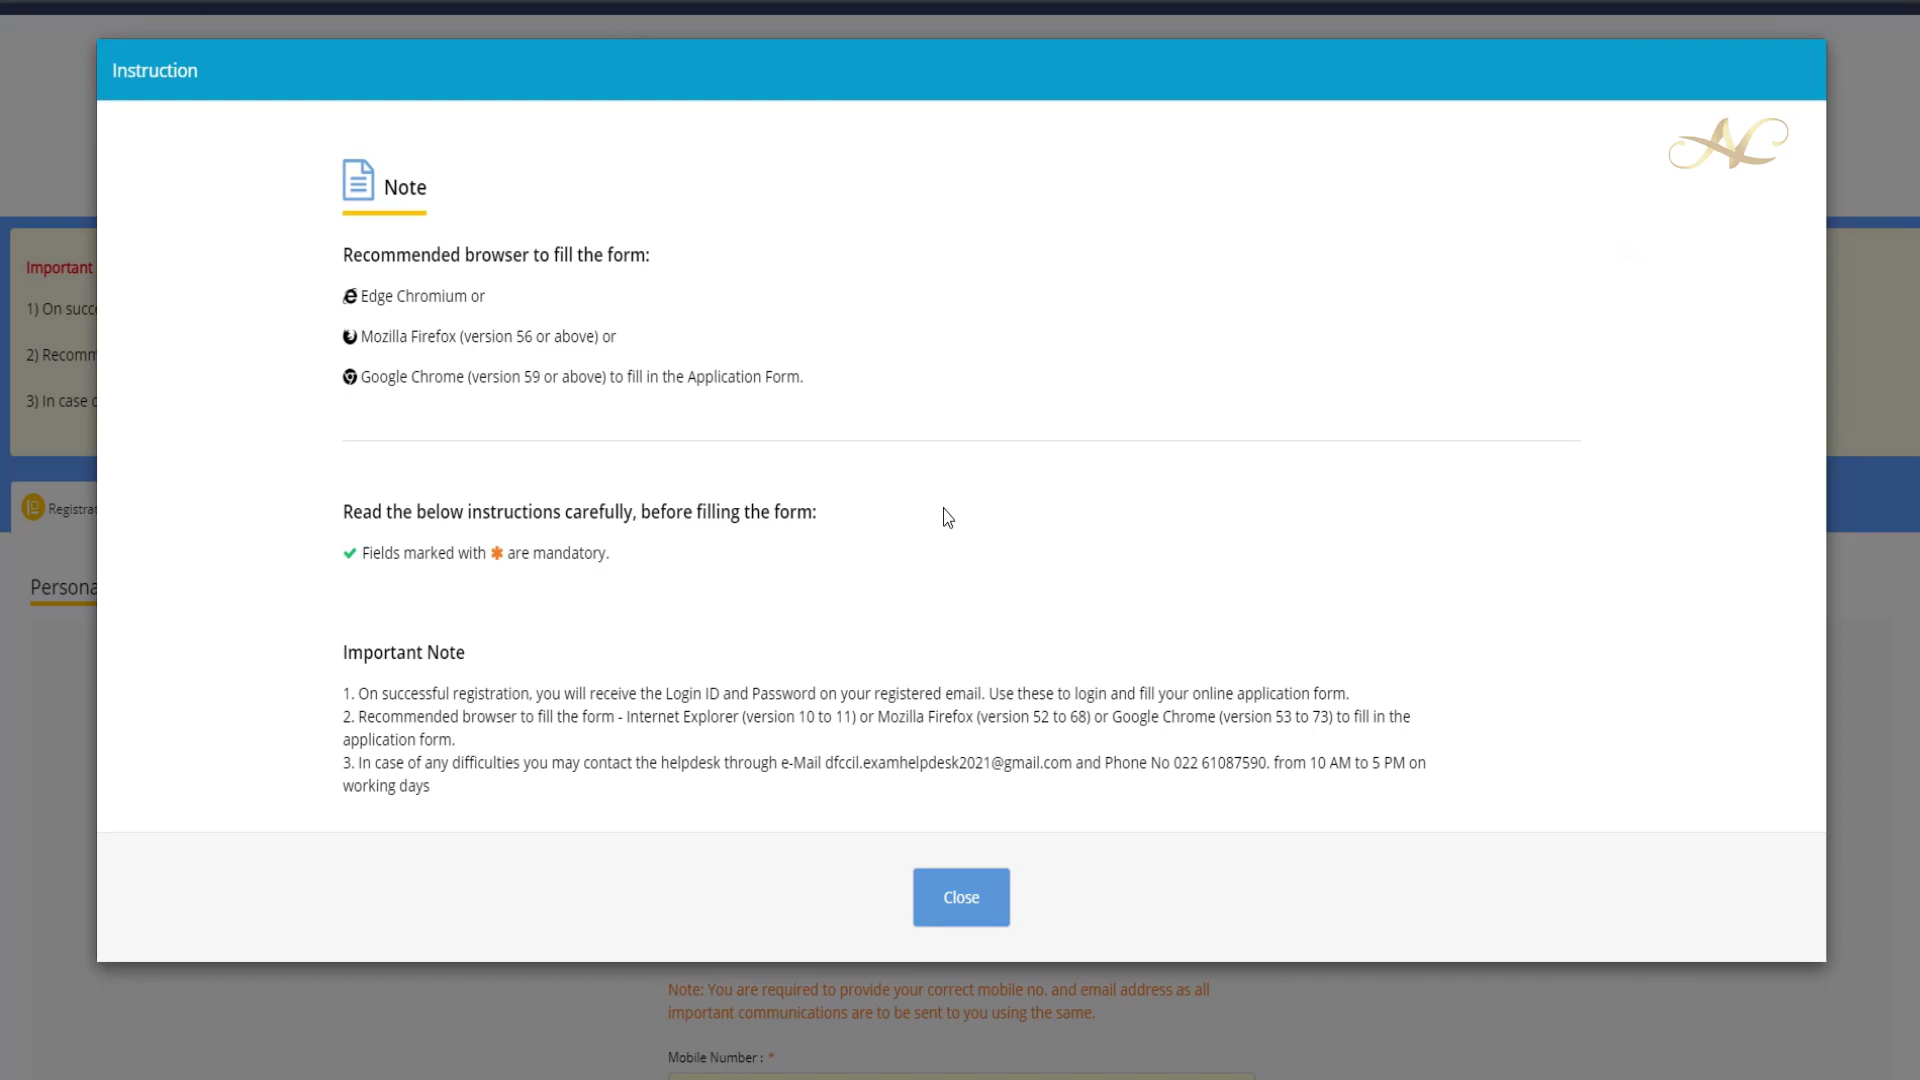 Instruction
Note
Recommended browser to fill the form:
Edge Chromium or
Mozilla Firefox (version 56 or above) or
Google Chrome (version 59 or above) to fill in the Application Form.
Important
1) On succ
2) Recomm
3) In case
Registrat
Read the below instructions carefully, before filling the form:
Fields marked with * are mandatory.
Persona
Important Note
1. On successful registration, you will receive the Login ID and Password on your registered email. Use these to login and fill your online application form.
2. Recommended browser to fill the form - Internet Explorer (version 10 to 11) or Mozilla Firefox (version 52 to 68) or Google Chrome (version 53 to 73) to fill in the
application form.
3. In case of any difficulties you may contact the helpdesk through e-Mail dfccil.examhelpdesk2021@gmail.com and Phone No 022 61087590. from 10 AM to 5 PM on
working days
Close
Note: You are required to provide your correct mobile no. and email address as all
important communications are to be sent to you using the same.
Mobile Number : *